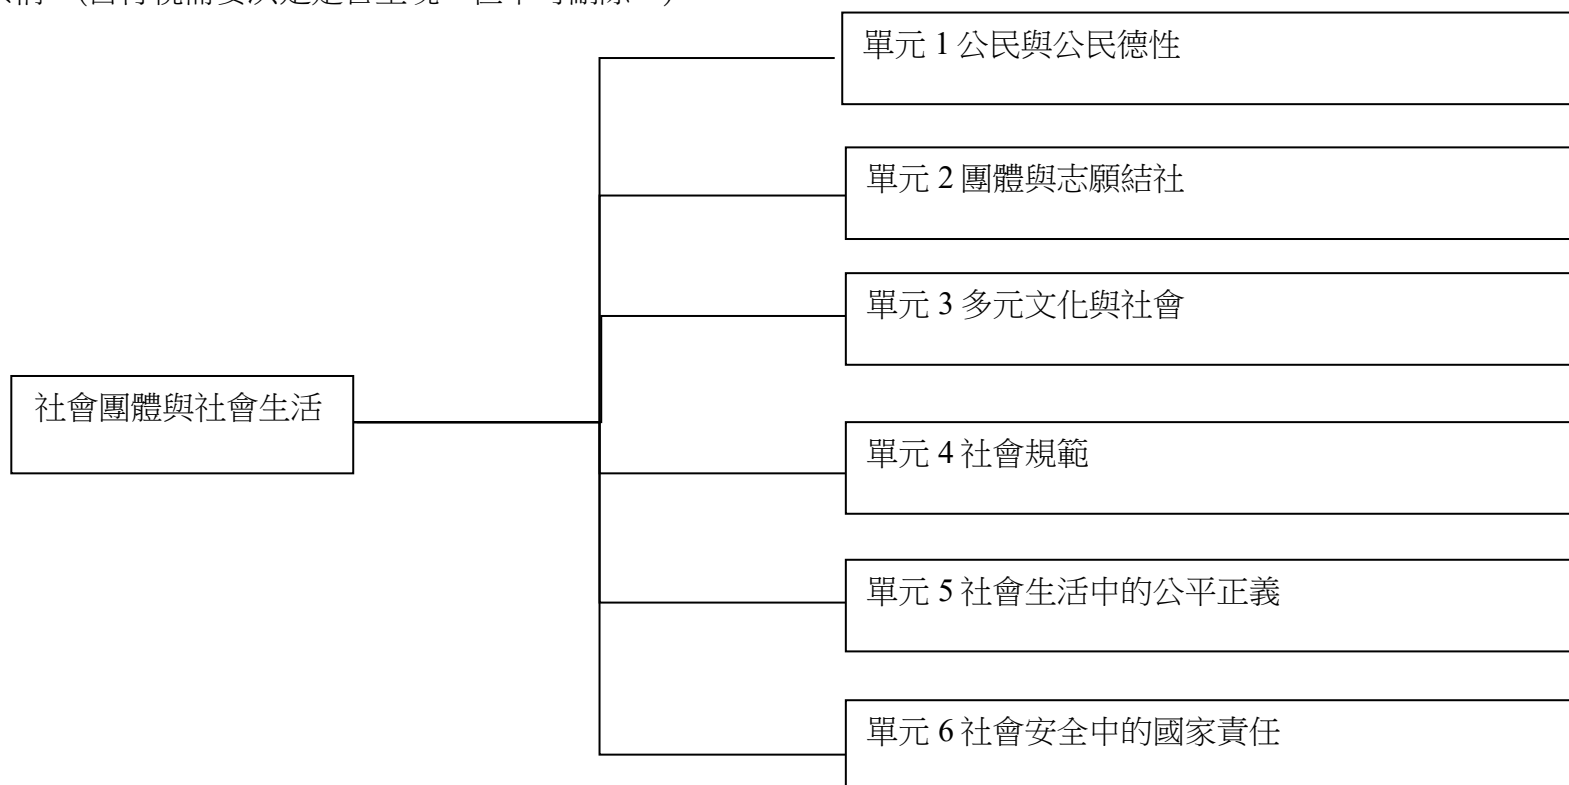 單元 1 公民與公民德性
單元 2 團體與志願結社
單元 3 多元文化與社會
社會團體與社會生活
單元 4 社會規範
單元 5 社會生活中的公平正義
單元 6 社會安全中的國家責任